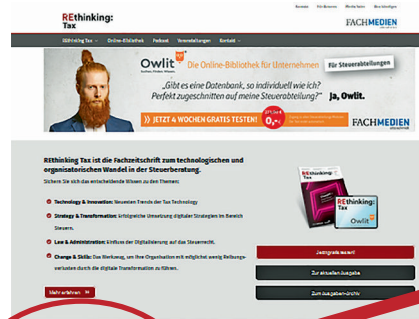 REthinking:
Tax
FACHMEDIEN
REthinking Tax Online-Bibliothek Podcast Veranstaltungen Kontakt
Owlit
Die Online-Bibliothek für Unternehmen
Für Steuerabteilungen
„Gibt es eine Datenbank, so individuell wie ich?
Perfekt zugeschnitten auf meine Steuerabteilung?“ Ja, Owlit.
» JETZT 4 WOCHEN GRATIS TESTEN!
0,-
FACHMEDIEN
REthinking Tax ist die Fachzeitschrift zum technologischen und
organisatorischen Wandel in der Steuerberatung.
Sichern Sie sich das entscheidende Wissen zu den Themen:
Technology & Innovation: Neuesten Trends der Tax Technology
Strategy & Transformation: Erfolgreiche Umsetzung digitaler Strategien im Bereich
Steuern.
Law & Administration: Einfluss der Digitalisierung auf das Steuerrecht.
Change & Skills: Das Werkzeug, um Ihre Organisation mit möglichst wenig Reibungs-
verlusten durch die digitale Transformation zu führen.
Mehr erfahren »
REthinking:
Tax
REthinking:
Tax
Owlit
Jetzt gratis testen!
Zur aktuellen Ausgabe
Zum Ausgaben-Archiv